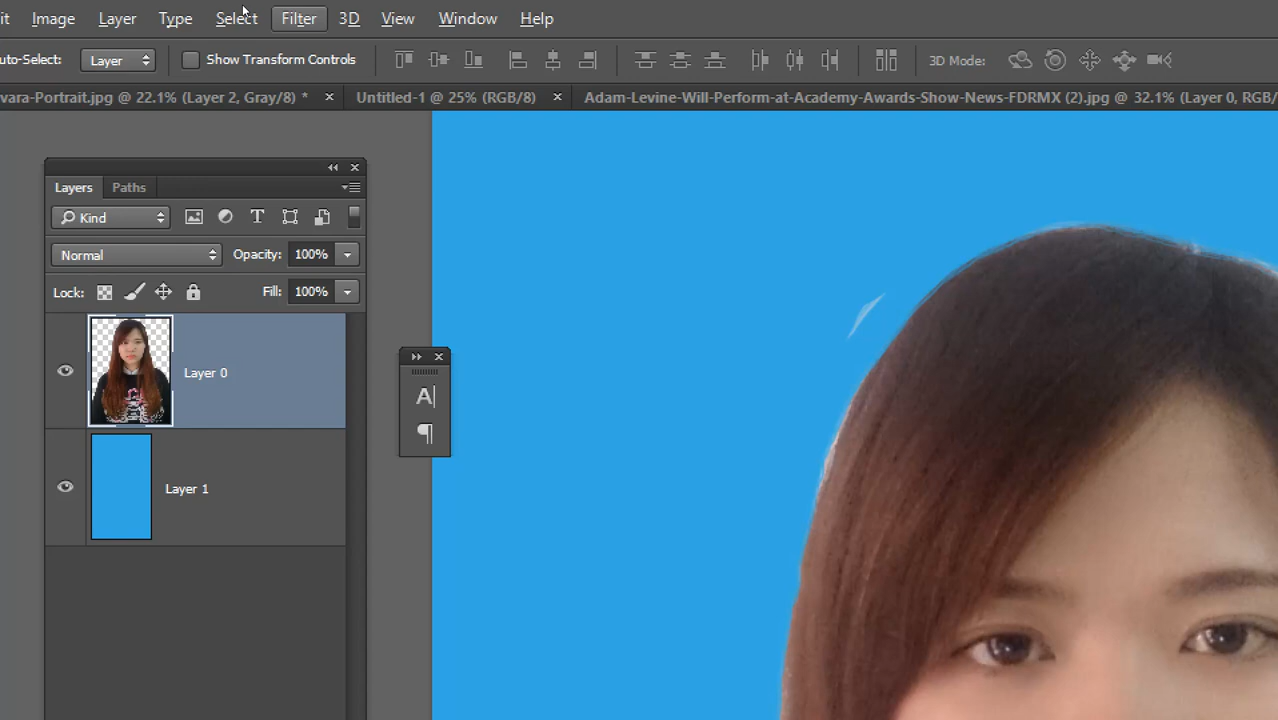 it Image Layer Type Select Filter 3D View Window Help
uto-Select: Layer Show Transform Controls 3D Mode:
vara-Portrait.jpg @ 22.1% (Layer 2, Gray/8) * × Untitled-1 @ 25% (RGB/8) × Adam-Levine-Will-Perform-at-Academy-Awards-Show-News-FDRMX (2).jpg @ 32.1% (Layer 0, RGB/
Layers Paths
Kind T
Normal Opacity: 100%
Lock: Fill: 100%
Layer 0
A
¶
Layer 1